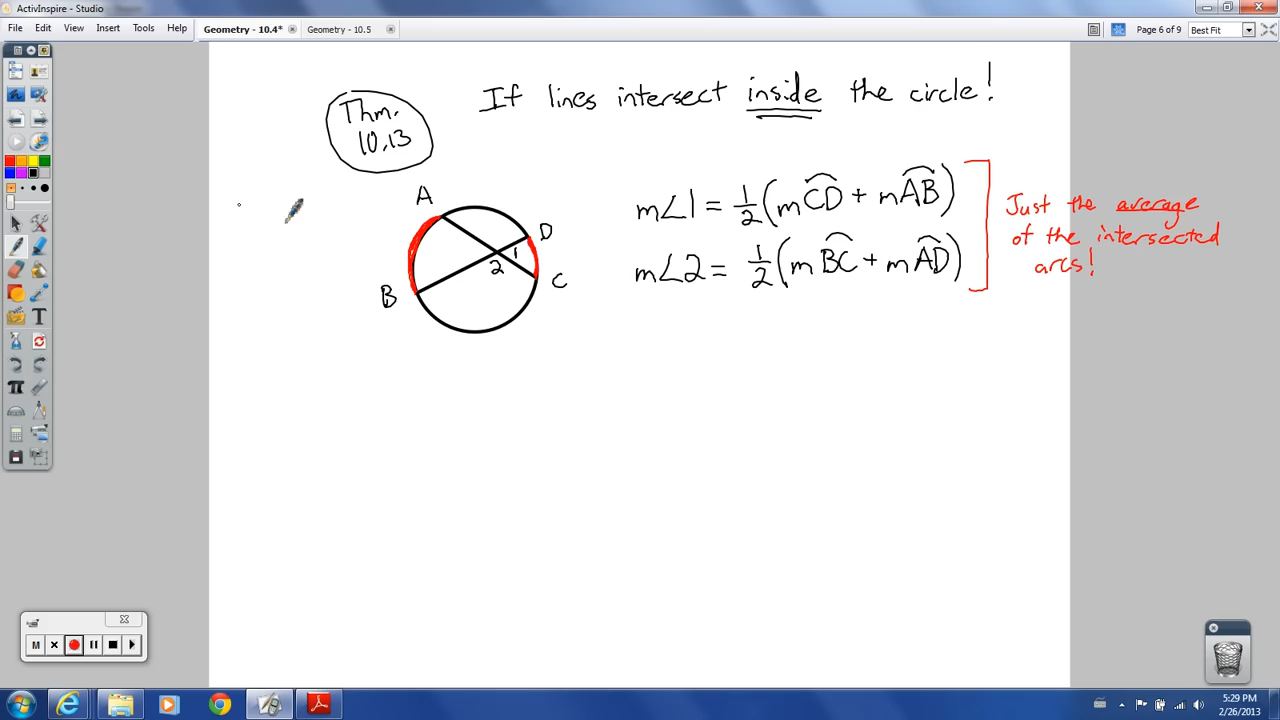 ActivInspire - Studio
File Edit View Insert Tools Help
Geometry - 10.4* Geometry - 10.5
Page 6 of 9 Best Fit
If lines intersect inside the circle!
Thm.
10.13
A
D
1
2
C
B
m∠1 = 1/2(mCD + mAB)
m∠2 = 1/2(mBC + mAD)
Just the average
of the intersected
arcs!
M
5:29 PM
2/26/2013